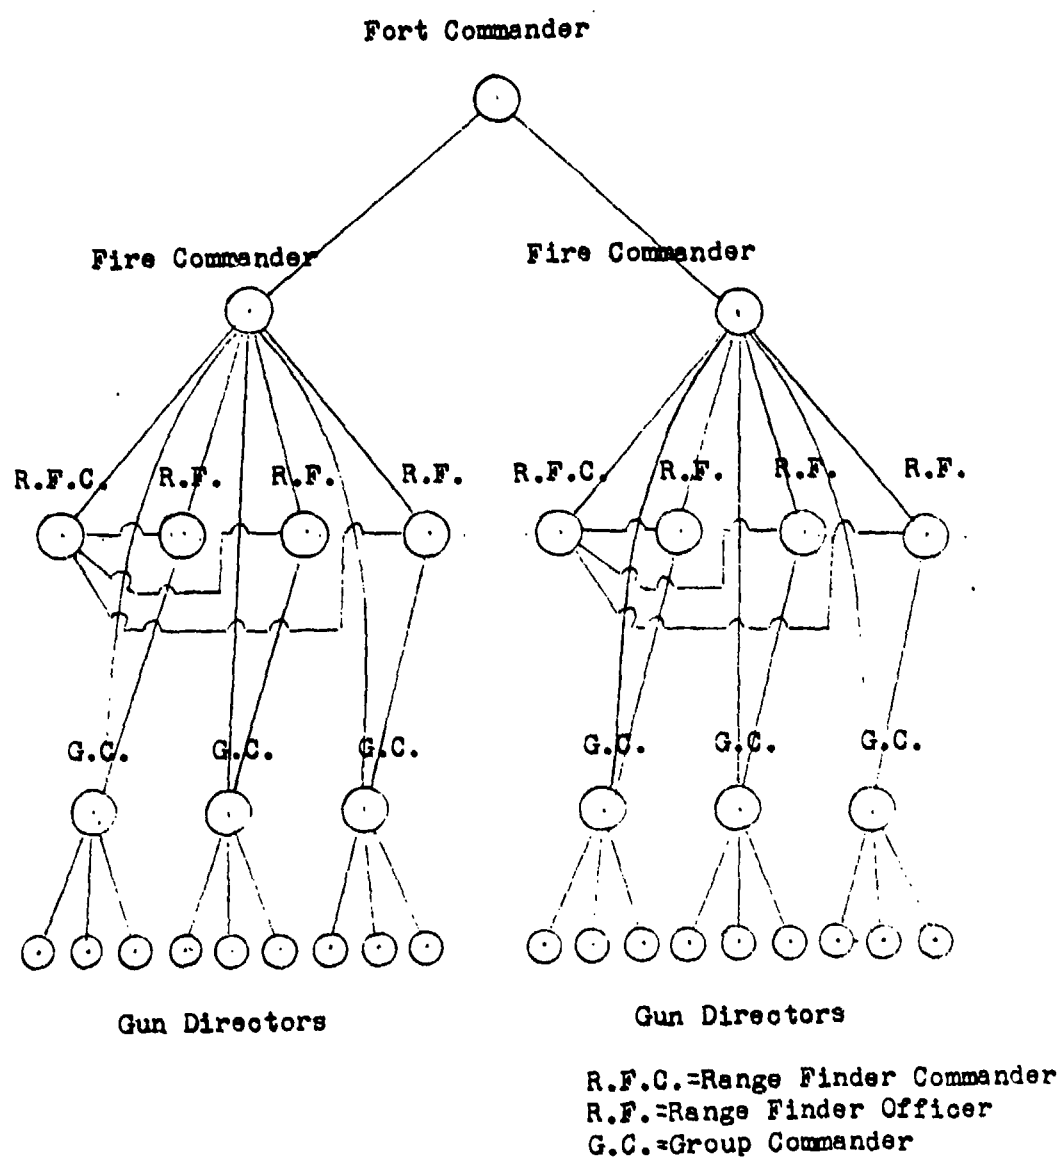 Fort Commander
Fire Commander
Fire Commander
R.F.C. R.F. R.F. R.F.
R.F.C. R.F. R.F. R.F.
G.C. G.C. G.C.
G.C. G.C. G.C.
Gun Directors
Gun Directors
R.F.C.=Range Finder Commander
R.F.=Range Finder Officer
G.C.=Group Commander